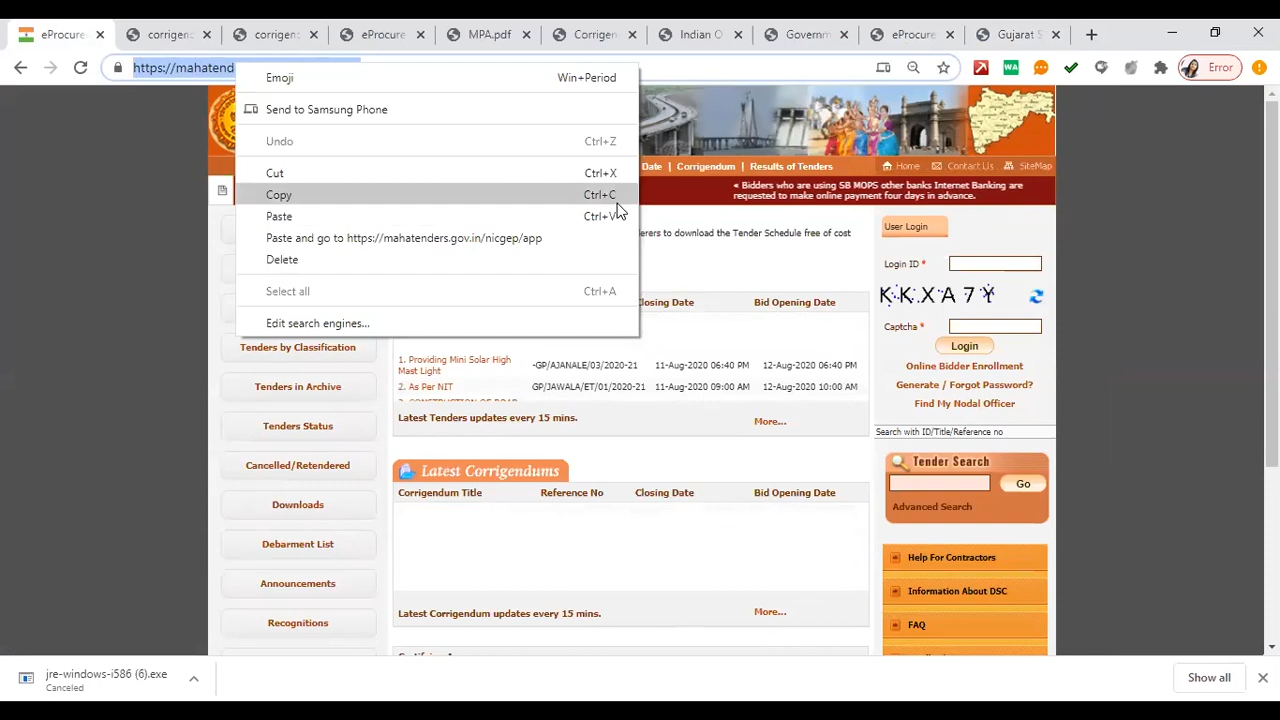 eProcure
corrigen
corrigen
eProcure
MPA.pdf
Corrigen
Indian O
Governm
eProcure
Gujarat S
https://mahatend
Error
Emoji Win+Period
Send to Samsung Phone
Undo Ctrl+Z
Cut Ctrl+X
Copy Ctrl+C
Paste Ctrl+V
Paste and go to https://mahatenders.gov.in/nicgep/app
Delete
Select all Ctrl+A
Edit search engines...
Date Corrigendum Results of Tenders
Home Contact Us SiteMap
« Bidders who are using SB MOPS other banks Internet Banking are
requested to make online payment four days in advance.
erers to download the Tender Schedule free of cost
Closing Date Bid Opening Date
1. Providing Mini Solar High
Mast Light
-GP/AJANALE/03/2020-21 11-Aug-2020 06:40 PM 12-Aug-2020 06:40 PM
2. As Per NIT GP/JAWALA/ET/01/2020-21 11-Aug-2020 09:00 AM 12-Aug-2020 10:00 AM
Latest Tenders updates every 15 mins. More...
Latest Corrigendums
Corrigendum Title Reference No Closing Date Bid Opening Date
Latest Corrigendum updates every 15 mins. More...
Tenders by Classification
Tenders in Archive
Tenders Status
Cancelled/Retendered
Downloads
Debarment List
Announcements
Recognitions
User Login
Login ID *
KKXA7Y
Captcha *
Login
Online Bidder Enrollment
Generate / Forgot Password?
Find My Nodal Officer
Search with ID/Title/Reference no
Tender Search
Go
Advanced Search
Help For Contractors
Information About DSC
FAQ
WA
jre-windows-i586 (6).exe
Canceled
Show all